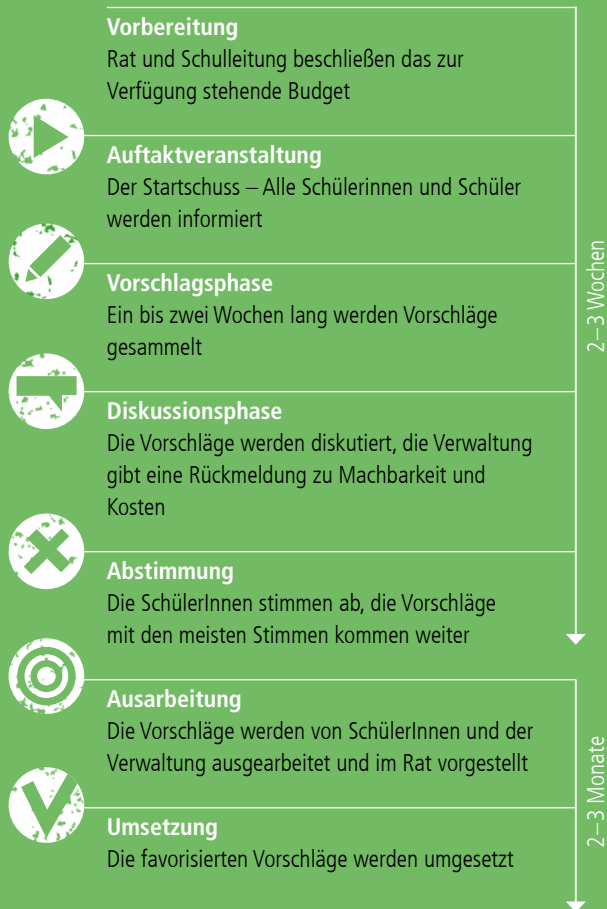 Vorbereitung
Rat und Schulleitung beschließen das zur
Verfügung stehende Budget
Auftaktveranstaltung
Der Startschuss – Alle Schülerinnen und Schüler
werden informiert
Vorschlagsphase
Ein bis zwei Wochen lang werden Vorschläge
gesammelt
Diskussionsphase
Die Vorschläge werden diskutiert, die Verwaltung
gibt eine Rückmeldung zu Machbarkeit und
Kosten
Abstimmung
Die SchülerInnen stimmen ab, die Vorschläge
mit den meisten Stimmen kommen weiter
2–3 Wochen
Ausarbeitung
Die Vorschläge werden von SchülerInnen und der
Verwaltung ausgearbeitet und im Rat vorgestellt
Umsetzung
Die favorisierten Vorschläge werden umgesetzt
2–3 Monate